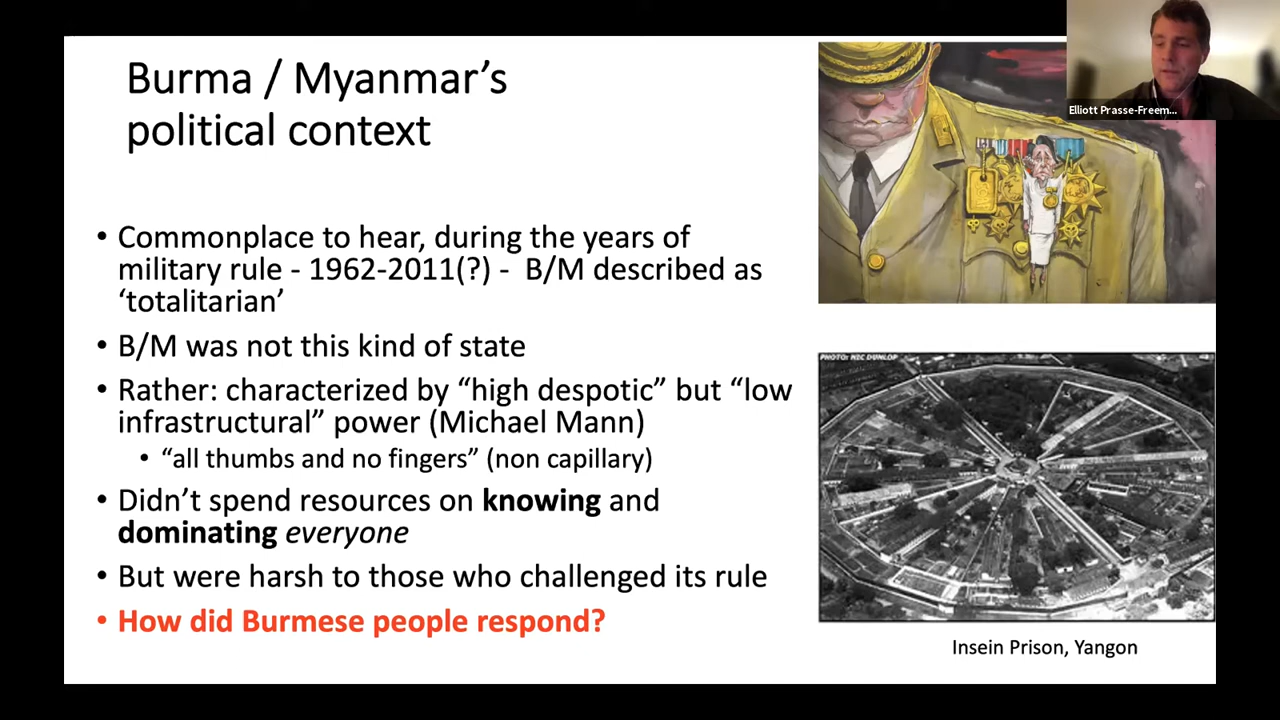 Burma / Myanmar’s
political context
• Commonplace to hear, during the years of
military rule - 1962-2011(?) - B/M described as
‘totalitarian’
• B/M was not this kind of state
• Rather: characterized by “high despotic” but “low
infrastructural” power (Michael Mann)
• “all thumbs and no fingers” (non capillary)
• Didn’t spend resources on knowing and
dominating everyone
• But were harsh to those who challenged its rule
• How did Burmese people respond?
Elliott Prasse-Freem...
PHOTO: NIC DUNLOP
Insein Prison, Yangon